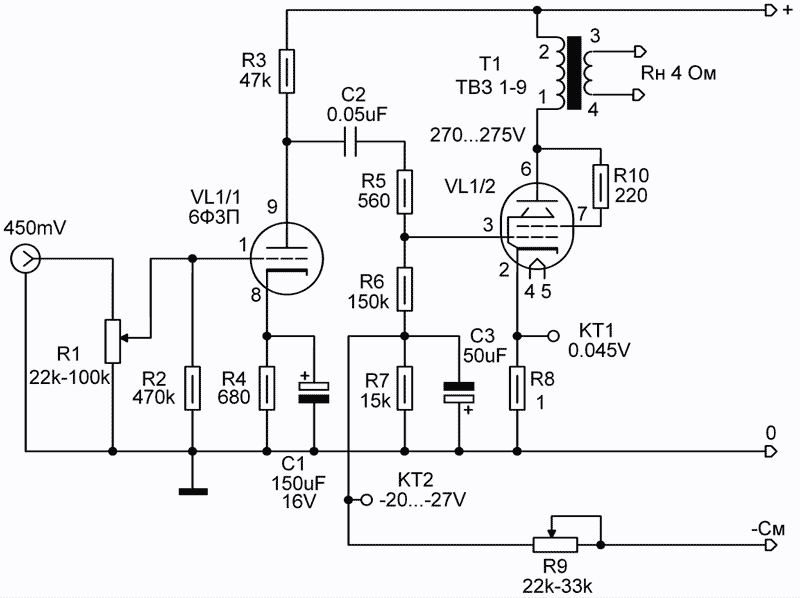 +
R3
47k
C2
0.05uF
T1
ТВЗ 1-9
2
1
3
4
Rн 4 Ом
270...275V
R5
560
VL1/2
6
R10
220
7
3
2
4 5
VL1/1
6Ф3П
9
1
8
450mV
R6
150k
R1
22k-100k
R2
470k
R4
680
+
C1
150uF
16V
R7
15k
C3
50uF
+
KT1
0.045V
R8
1
0
KT2
-20...-27V
-См
R9
22k-33k